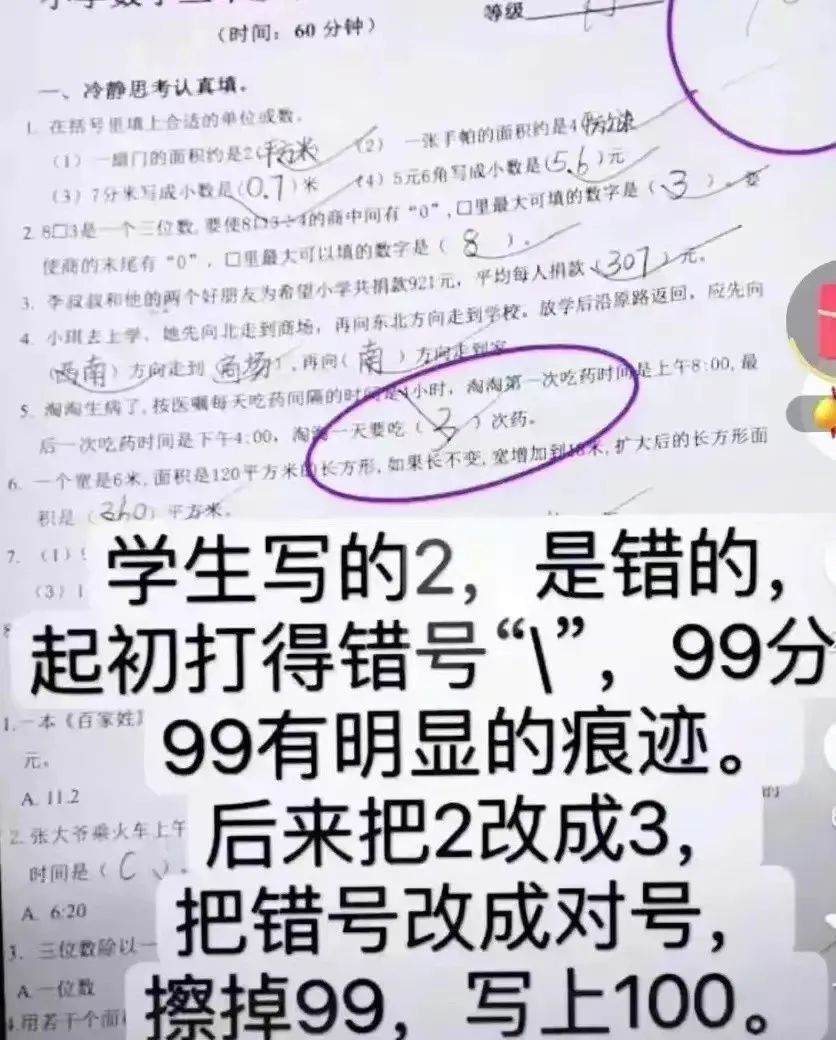 （时间：60 分钟）
等级
一、冷静思考认真填。
1. 在括号里填上合适的单位或数。
（1）一扇门的面积约是2（平方米
（2） 一张手帕的面积约是4（平方分米
（3）7分米写成小数是（0.7）米
（4）5元6角写成小数是（5.6）元
2. 8□3是一个三位数，要使8□3÷4的商中间有“0”，□里最大可填的数字是（3）。要
使商的末尾有“0”，□里最大可以填的数字是（ 8 ）。
3. 李叔叔和他的两个好朋友为希望小学共捐款921元，平均每人捐款（307）元。
4. 小琪去上学，她先向北走到商场，再向东北方向走到学校。放学后沿原路返回，应先向
（西南）方向走到（商场），再向（南）方向走到家
5. 淘淘生病了，按医嘱每天吃药间隔的时间是4小时，淘淘第一次吃药时间是上午8:00，最
后一次吃药时间是下午4:00，淘淘一天要吃（3）次药。
6. 一个宽是6米，面积是120平方米的长方形，如果长不变，宽增加到18米，扩大后的长方形面
积是（360）平方米。
7. （1）
（3）1
学生写的2，是错的，
起初打得错号“\”，99分
99有明显的痕迹。
后来把2改成3，
把错号改成对号，
擦掉99，写上100。
1.一本《百家姓》
元。
A. 11.2
2. 张大爷乘火车上午
时间是（C）。
A. 6:20
3. 三位数除以一
A.一位数
4.用若干个面
的